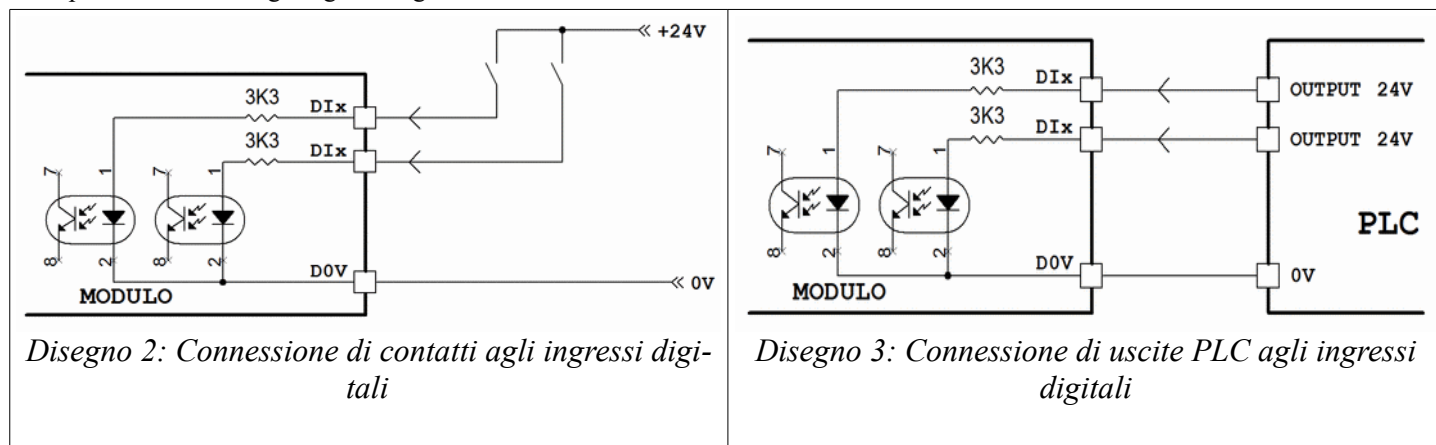 +24V
3K3
DIx
3K3
DIx
7
1
7
1
8
2
8
2
D0V
0V
MODULO
Disegno 2: Connessione di contatti agli ingressi digi-
tali
3K3
DIx
OUTPUT 24V
3K3
DIx
OUTPUT 24V
7
1
7
1
PLC
8
2
8
2
D0V
0V
MODULO
Disegno 3: Connessione di uscite PLC agli ingressi
digitali